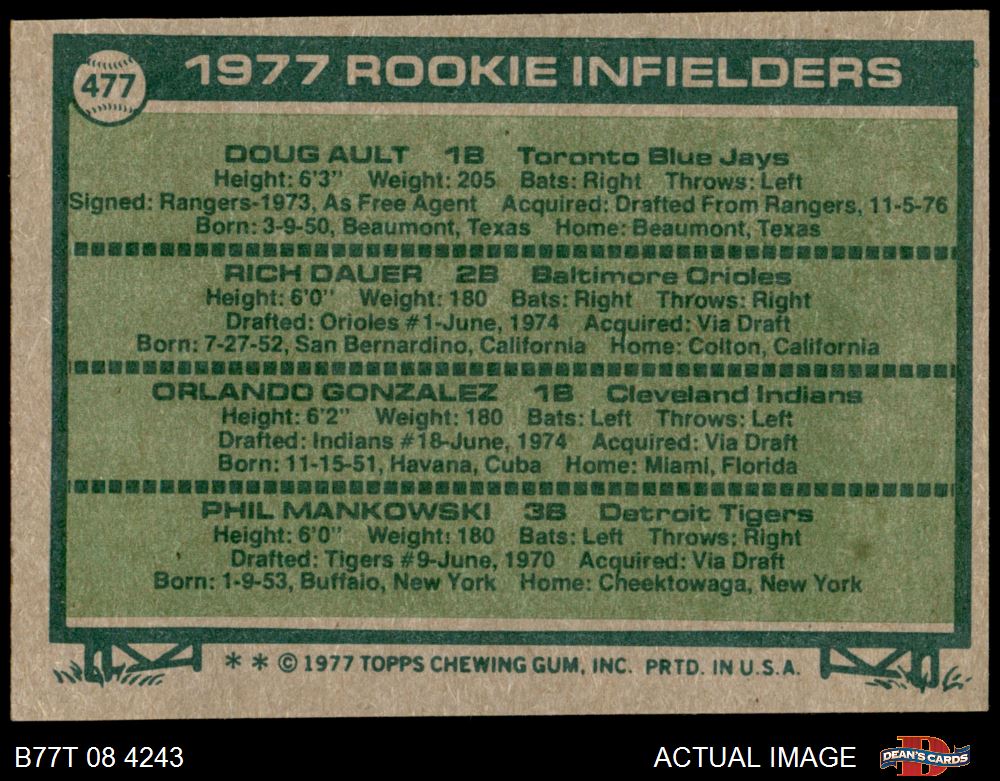 477
1977 ROOKIE INFIELDERS
DOUG AULT 1B Toronto Blue Jays
Height: 6'3" Weight: 205 Bats: Right Throws: Left
Signed: Rangers-1973, As Free Agent Acquired: Drafted From Rangers, 11-5-76
Born: 3-9-50, Beaumont, Texas Home: Beaumont, Texas
RICH DAUER 2B Baltimore Orioles
Height: 6'0" Weight: 180 Bats: Right Throws: Right
Drafted: Orioles #1-June, 1974 Acquired: Via Draft
Born: 7-27-52, San Bernardino, California Home: Colton, California
ORLANDO GONZALEZ 1B Cleveland Indians
Height: 6'2" Weight: 180 Bats: Left Throws: Left
Drafted: Indians #18-June, 1974 Acquired: Via Draft
Born: 11-15-51, Havana, Cuba Home: Miami, Florida
PHIL MANKOWSKI 3B Detroit Tigers
Height: 6'0" Weight: 180 Bats: Left Throws: Right
Drafted: Tigers #9-June, 1970 Acquired: Via Draft
Born: 1-9-53, Buffalo, New York Home: Cheektowaga, New York
* * © 1977 TOPPS CHEWING GUM, INC. PRTD. IN U.S.A.
B77T 08 4243 ACTUAL IMAGE DEAN'S CARDS